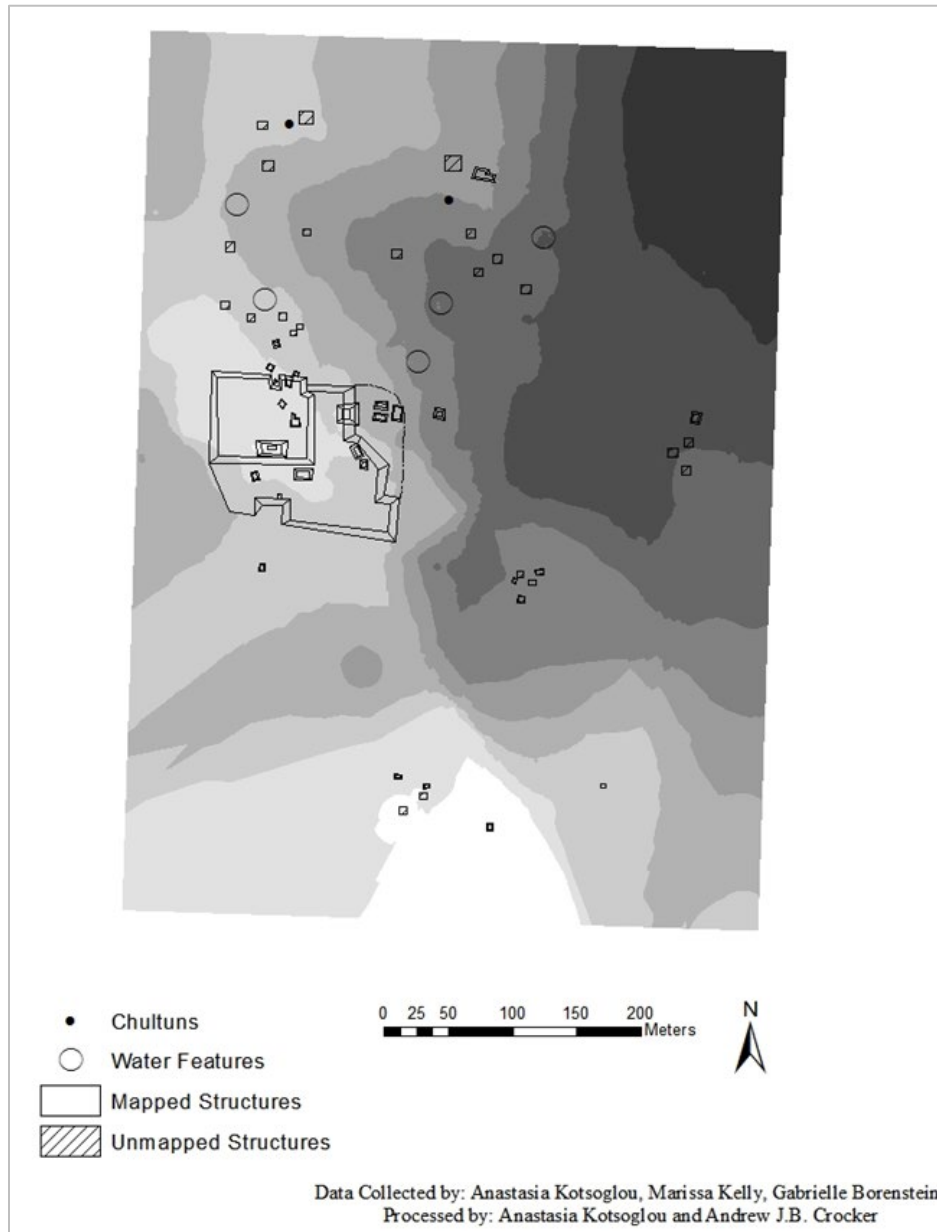 Chultuns
Water Features
Mapped Structures
Unmapped Structures
0 25 50 100 150 200
Meters
N
Data Collected by: Anastasia Kotsoglou, Marissa Kelly, Gabrielle Borenstein
Processed by: Anastasia Kotsoglou and Andrew J.B. Crocker